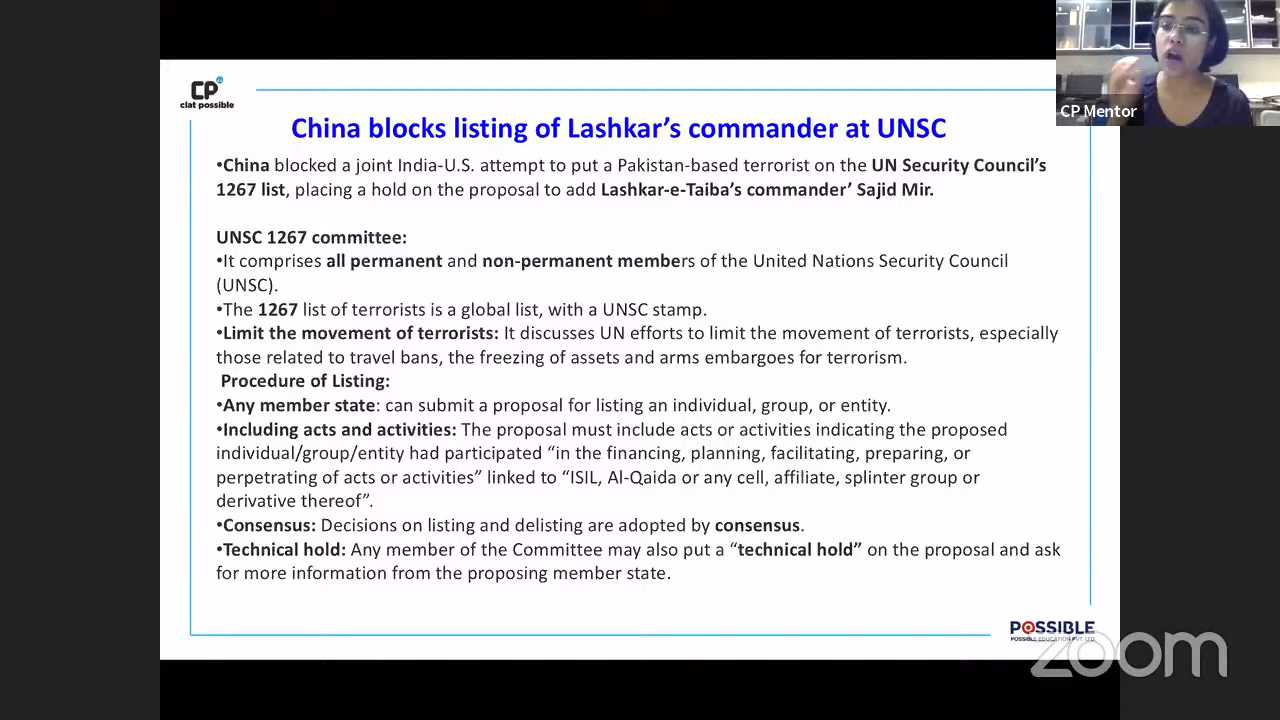 CP
clat possible
CP Mentor
China blocks listing of Lashkar’s commander at UNSC
•China blocked a joint India-U.S. attempt to put a Pakistan-based terrorist on the UN Security Council’s
1267 list, placing a hold on the proposal to add Lashkar-e-Taiba’s commander’ Sajid Mir.
UNSC 1267 committee:
•It comprises all permanent and non-permanent members of the United Nations Security Council
(UNSC).
•The 1267 list of terrorists is a global list, with a UNSC stamp.
•Limit the movement of terrorists: It discusses UN efforts to limit the movement of terrorists, especially
those related to travel bans, the freezing of assets and arms embargoes for terrorism.
Procedure of Listing:
•Any member state: can submit a proposal for listing an individual, group, or entity.
•Including acts and activities: The proposal must include acts or activities indicating the proposed
individual/group/entity had participated “in the financing, planning, facilitating, preparing, or
perpetrating of acts or activities” linked to “ISIL, Al-Qaida or any cell, affiliate, splinter group or
derivative thereof”.
•Consensus: Decisions on listing and delisting are adopted by consensus.
•Technical hold: Any member of the Committee may also put a “technical hold” on the proposal and ask
for more information from the proposing member state.
POSSIBLE
POSSIBLE EDUCATION PVT. LTD.
zoom